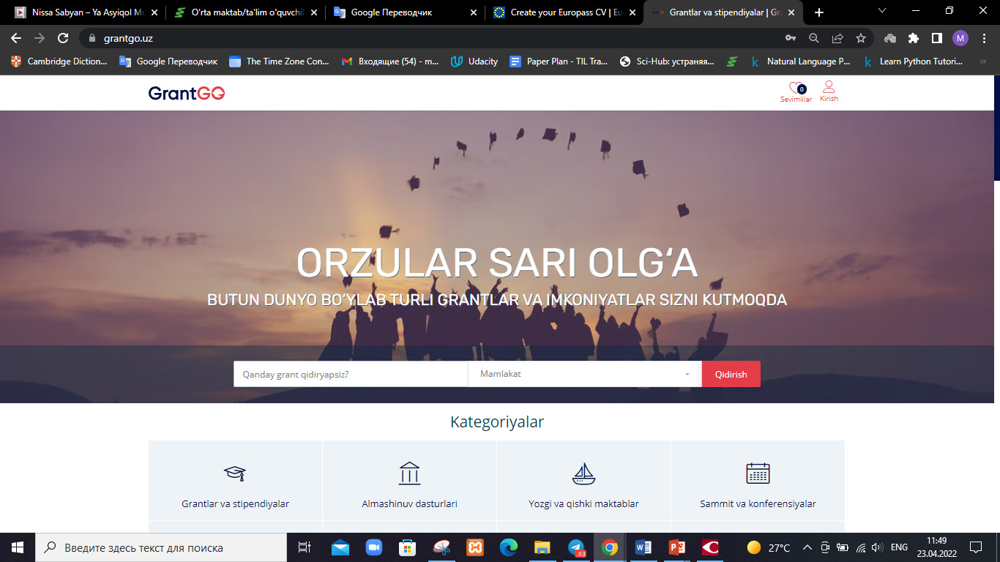 Nissa Sabyan – Ya Asyiqol Mu
O'rta maktab/ta'lim o'quvchil
Google Переводчик
Create your Europass CV | Eu
Grantlar va stipendiyalar | Gra
grantgo.uz
M
Cambridge Diction...
Google Переводчик
The Time Zone Con...
Входящие (54) – m...
Udacity
Paper Plan - TIL Tra...
Sci-Hub: устраняя...
Natural Language P...
Learn Python Tutori...
GrantGO
0
Sevimlilar
Kirish
ORZULAR SARI OLG‘A
BUTUN DUNYO BO‘YLAB TURLI GRANTLAR VA IMKONIYATLAR SIZNI KUTMOQDA
Qanday grant qidiryapsiz?
Mamlakat
Qidirish
Kategoriyalar
Grantlar va stipendiyalar
Almashinuv dasturlari
Yozgi va qishki maktablar
Sammit va konferensiyalar
Введите здесь текст для поиска
93
27°C
ENG
11:49
23.04.2022